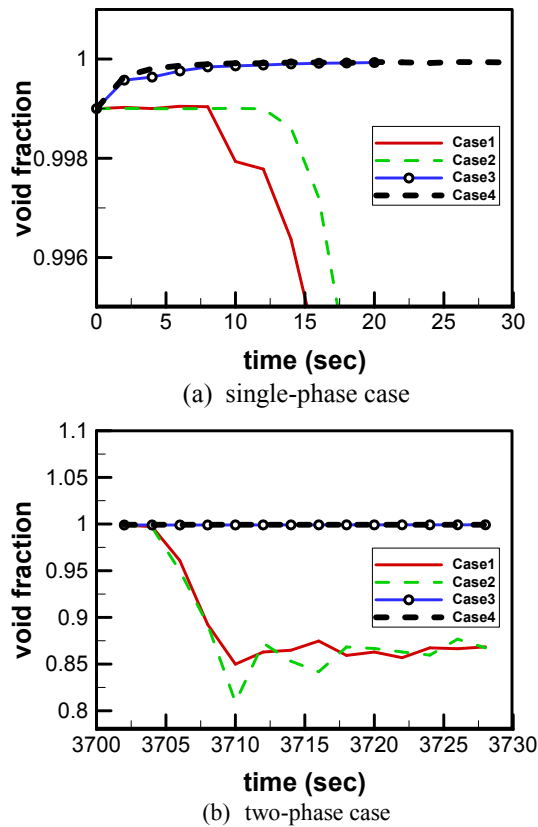 1
0.998
0.996
void fraction
Case1
Case2
Case3
Case4
0 5 10 15 20 25 30
time (sec)
(a) single-phase case
1.1
1.05
1
0.95
0.9
0.85
0.8
void fraction
Case1
Case2
Case3
Case4
3700 3705 3710 3715 3720 3725 3730
time (sec)
(b) two-phase case